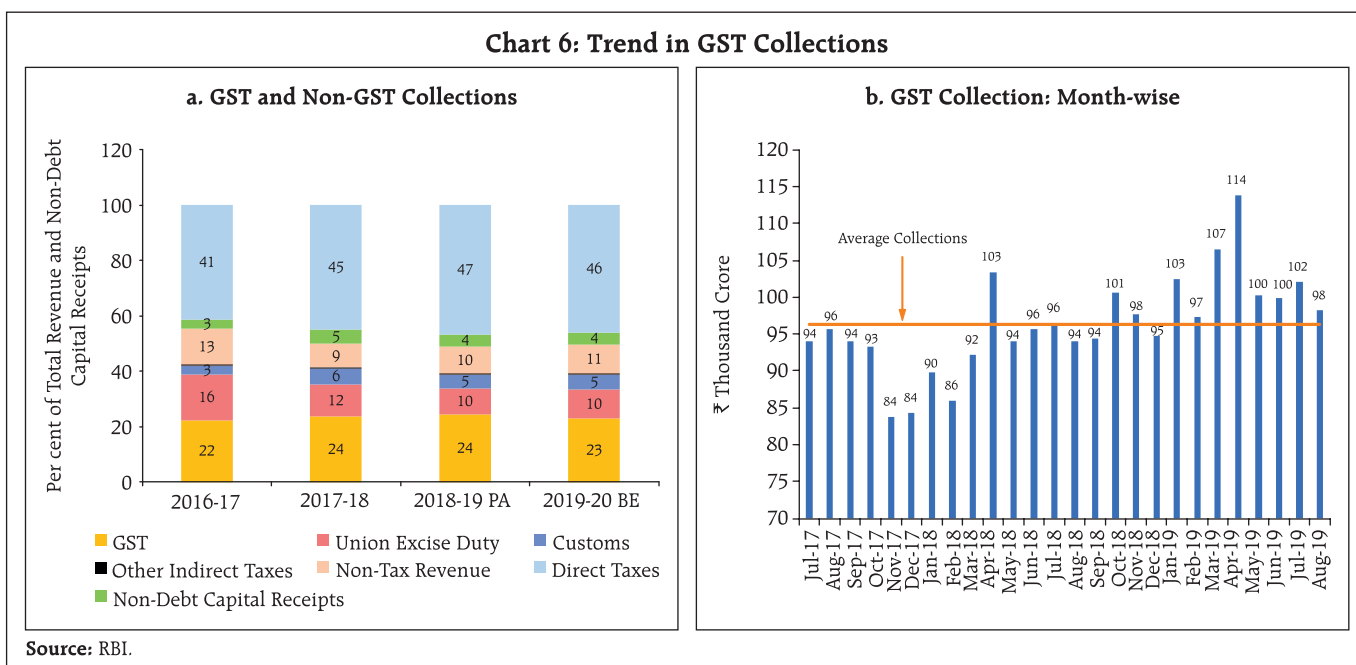 Chart 6: Trend in GST Collections
a. GST and Non-GST Collections
Per cent of Total Revenue and Non-Debt
Capital Receipts
120
100
80
60
40
20
0
41
3
13
3
16
22
45
5
9
6
12
24
47
4
10
5
10
24
46
4
11
5
10
23
2016-17
2017-18
2018-19 PA
2019-20 BE
GST
Union Excise Duty
Customs
Other Indirect Taxes
Non-Tax Revenue
Direct Taxes
Non-Debt Capital Receipts
b. GST Collection: Month-wise
₹ Thousand Crore
120
115
110
105
100
95
90
85
80
75
70
Average Collections
94
96
94
93
84
84
90
86
92
103
94
96
96
94
94
101
98
95
103
97
107
114
100
100
102
98
Jul-17
Aug-17
Sep-17
Oct-17
Nov-17
Dec-17
Jan-18
Feb-18
Mar-18
Apr-18
May-18
Jun-18
Jul-18
Aug-18
Sep-18
Oct-18
Nov-18
Dec-18
Jan-19
Feb-19
Mar-19
Apr-19
May-19
Jun-19
Jul-19
Aug-19
Source: RBI.